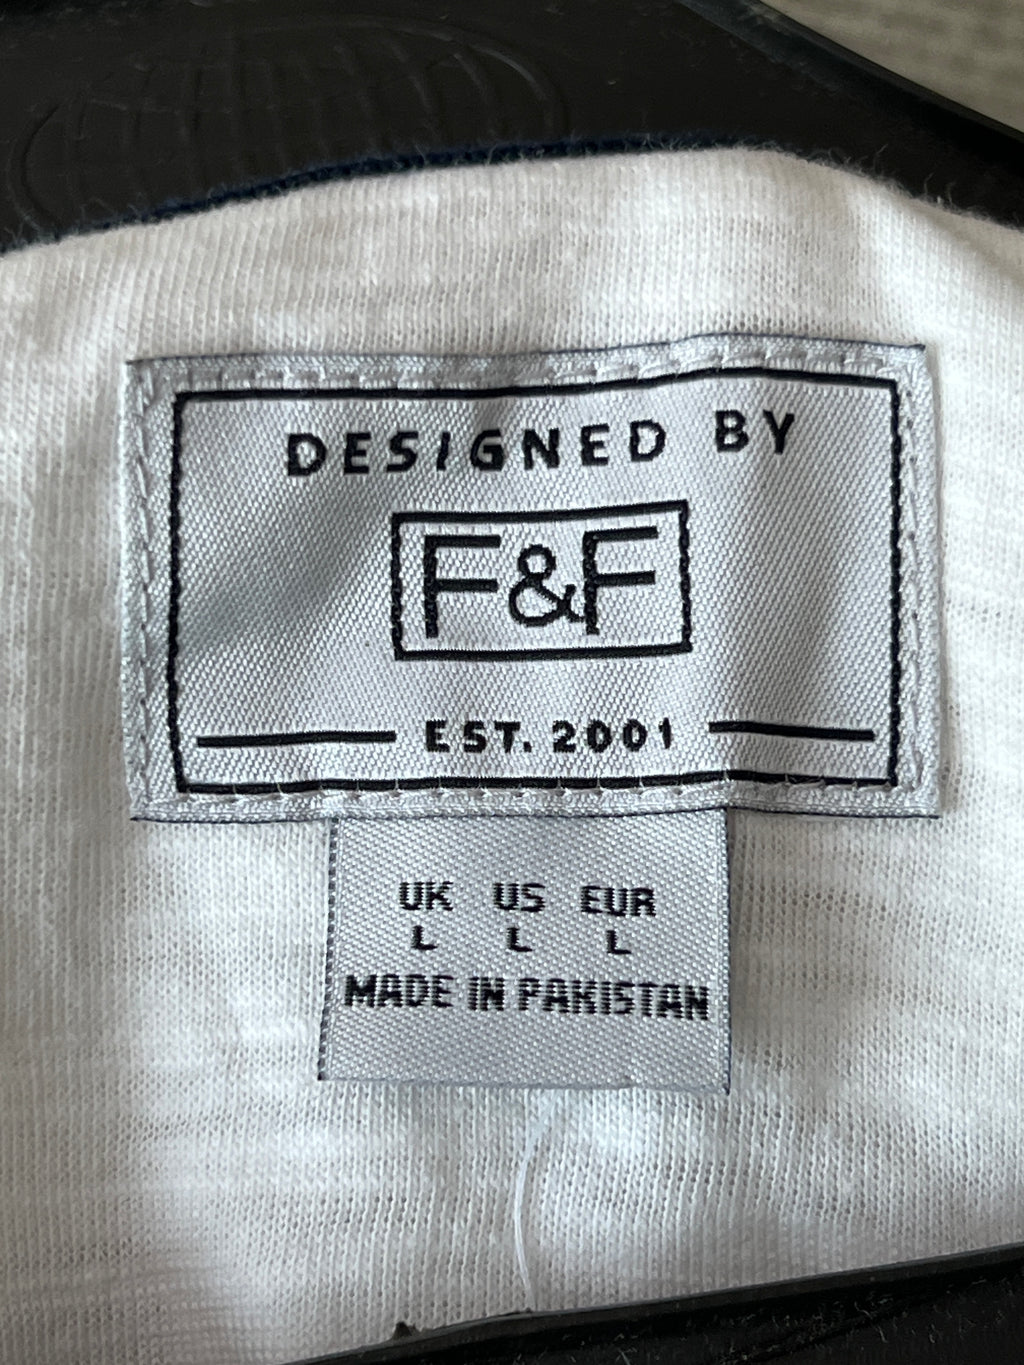 DESIGNED BY
F&F
EST. 2001
UK US EUR
L L L
MADE IN PAKISTAN